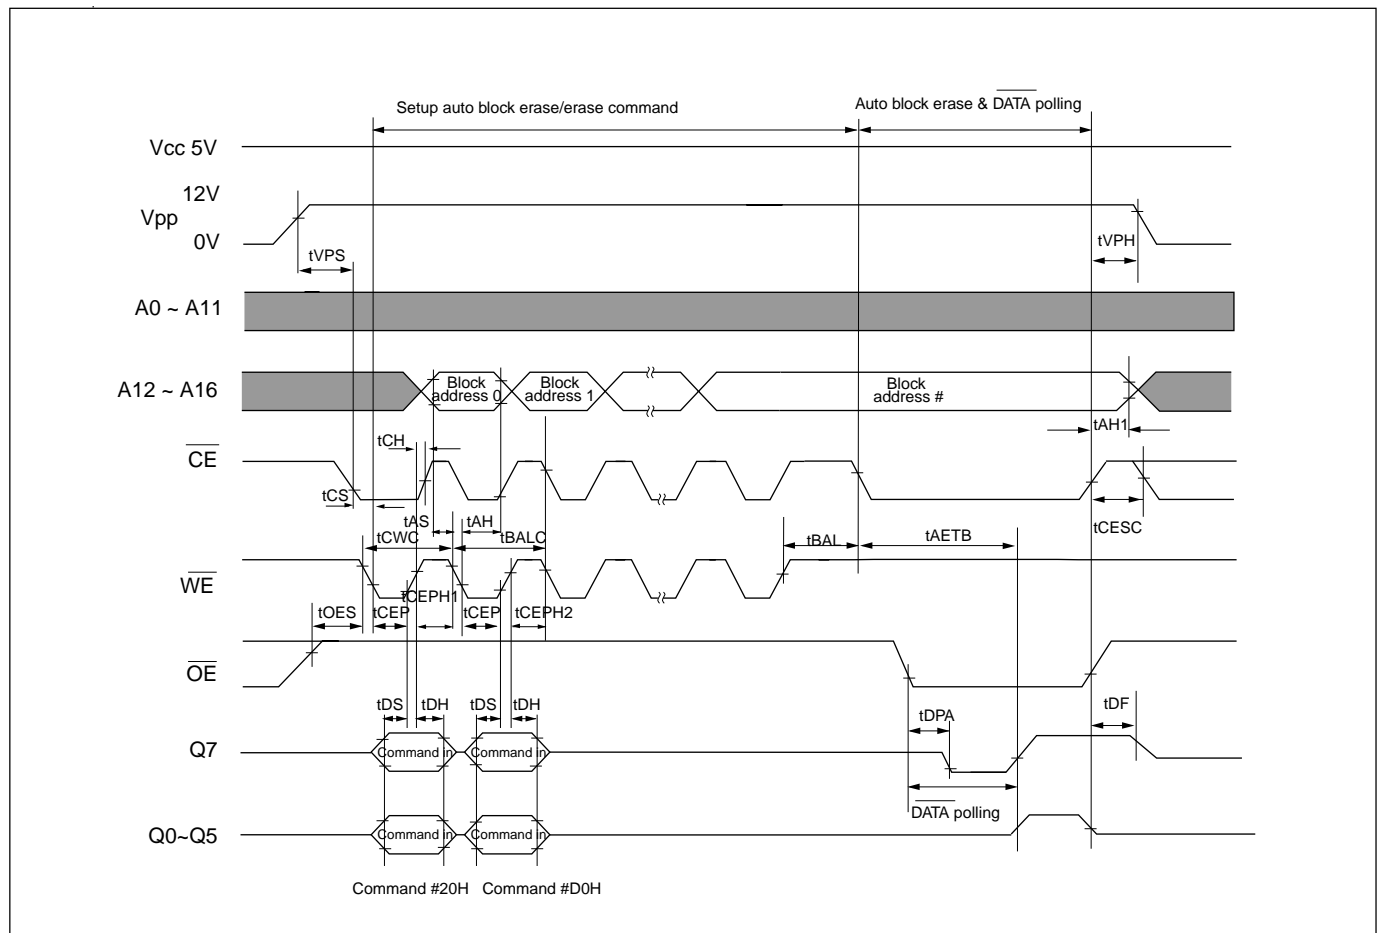 Setup auto block erase/erase command
Auto block erase & DATA polling
Vcc 5V
12V
Vpp
0V
tVPS
tVPH
A0 ~ A11
A12 ~ A16
Block address 0
Block address 1
Block address #
tAH1
tCH
CE
tCS
tCESC
tAS
tAH
tCWC
tBALC
tBAL
tAETB
WE
tCEPH1
tOES
tCEP
tCEP
tCEPH2
OE
tDS
tDH
tDS
tDH
tDPA
tDF
Q7
Command in
Command in
DATA polling
Q0~Q5
Command in
Command in
Command #20H
Command #D0H